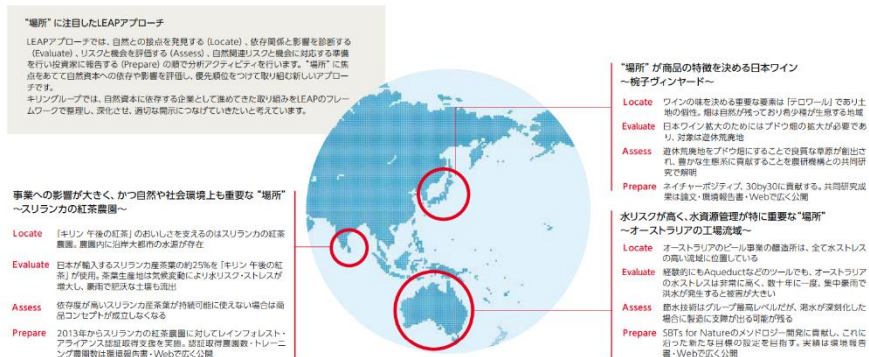 "場所" に注目したLEAPアプローチ
LEAPアプローチでは、自然との接点を発見する (Locate)、依存関係と影響を診断する
(Evaluate)、リスクと機会を評価する (Assess)、自然関連リスクと機会に対応する準備
を行い投資家に報告する (Prepare) の順で分析アクティビティを行います。"場所" に焦
点をあてて自然資本への依存や影響を評価し、優先順位をつけて取り組む新しいアプロー
チです。
キリングループでは、自然資本に依存する企業として進めてきた取り組みをLEAPのフレー
ムワークで整理し、深化させ、適切な開示につなげていきたいと考えています。
事業への影響が大きく、かつ自然や社会環境上も重要な "場所"
~スリランカの紅茶農園~
Locate 「キリン 午後の紅茶」のおいしさを支えるのはスリランカの紅茶
農園。農園内に沿岸大都市の水源が存在
Evaluate 日本が輸入するスリランカ産茶葉の約25%を「キリン 午後の紅
茶」が使用。茶葉生産地は気候変動により水リスク・ストレスが
増大し、豪雨で肥沃な土壌も流出
Assess 依存度が高いスリランカ産茶葉が持続可能に使えない場合は商
品コンセプトが成立しなくなる
Prepare 2013年からスリランカの紅茶農園に対してレインフォレスト・
アライアンス認証取得支援を実施。認証取得農園数・トレーニ
ング農園数は環境報告書・Webで広く公開
"場所" が商品の特徴を決める日本ワイン
~椀子ヴィンヤード~
Locate ワインの味を決める重要な要素は「テロワール」であり土
地の個性。畑は自然が残っており希少種が生息する地域
Evaluate 日本ワイン拡大のためにはブドウ畑の拡大が必要であ
り、対象は遊休荒廃地
Assess 遊休荒廃地をブドウ畑にすることで良質な草原が創出さ
れ、豊かな生態系に貢献することを農研機構との共同研
究で解明
Prepare ネイチャーポジティブ、30by30に貢献する。共同研究成
果は論文・環境報告書・Webで広く公開
水リスクが高く、水資源管理が特に重要な"場所"
~オーストラリアの工場流域~
Locate オーストラリアのビール事業の醸造所は、全て水ストレス
の高い流域に位置している
Evaluate 経験的にもAqueductなどのツールでも、オーストラリア
の水ストレスは非常に高く、数十年に一度、集中豪雨で
洪水が発生すると被害が大きい
Assess 節水技術はグループ最高レベルだが、渇水が深刻化した
場合に製造に支障が出る可能が残る
Prepare SBTs for Natureのメソドロジー開発に貢献し、これに
沿った新たな目標の設定を目指す。実績は環境報告
書・Webで広く公開